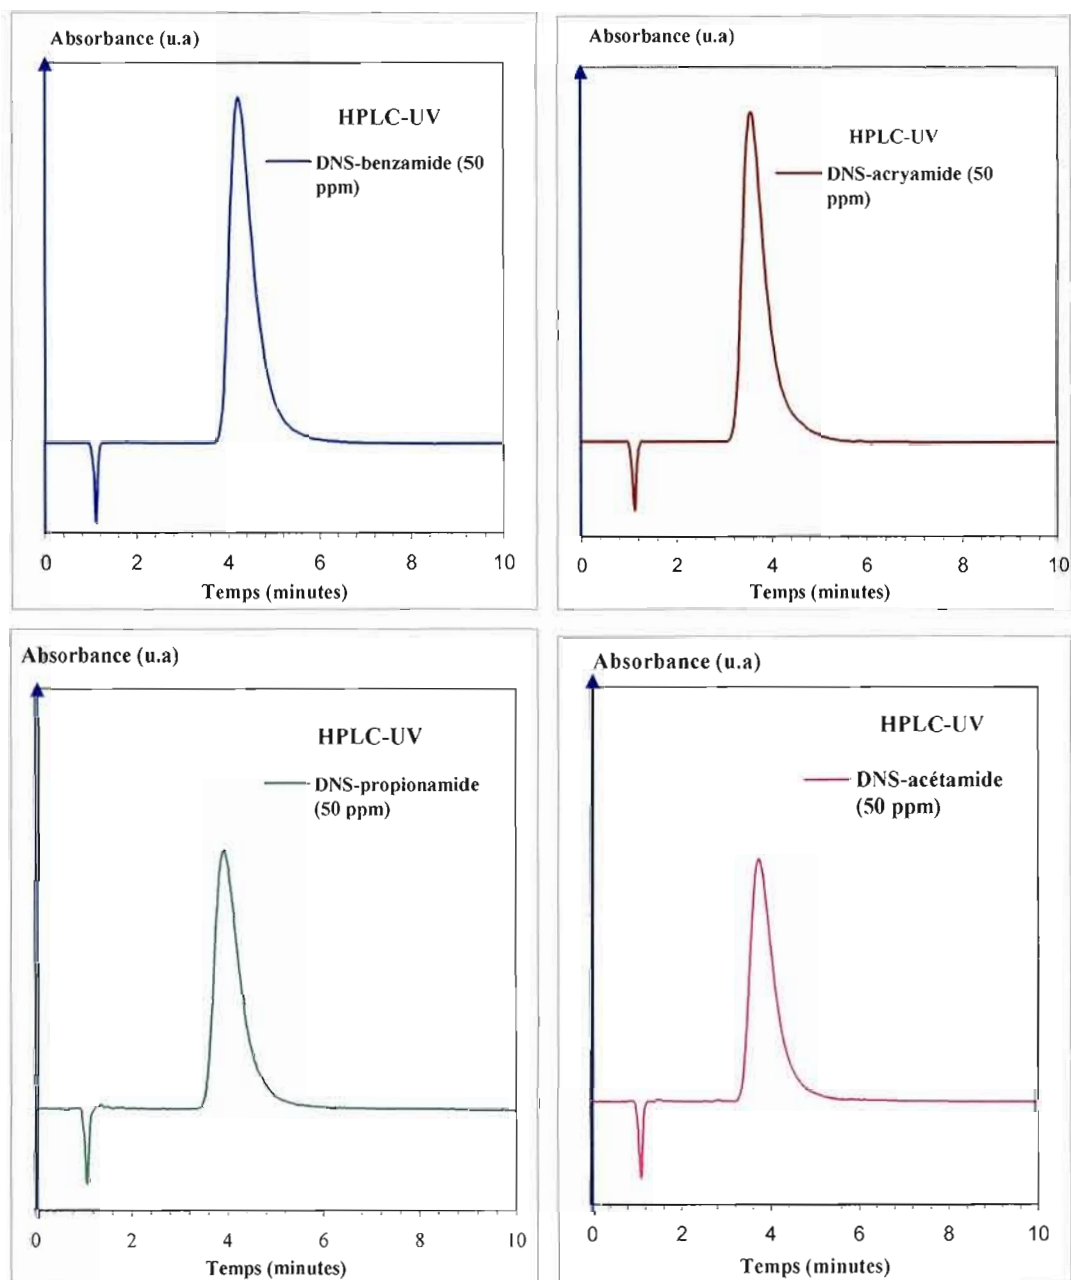 Absorbance (u.a)
HPLC-UV
DNS-benzamide (50
ppm)
0 2 4 6 8 10
Temps (minutes)
Absorbance (u.a)
HPLC-UV
DNS-acryamide (50
ppm)
0 2 4 6 8 10
Temps (minutes)
Absorbance (u.a)
HPLC-UV
DNS-propionamide
(50 ppm)
0 2 4 6 8 10
Temps (minutes)
Absorbance (u.a)
HPLC-UV
DNS-acétamide
(50 ppm)
0 2 4 6 8 10
Temps (minutes)